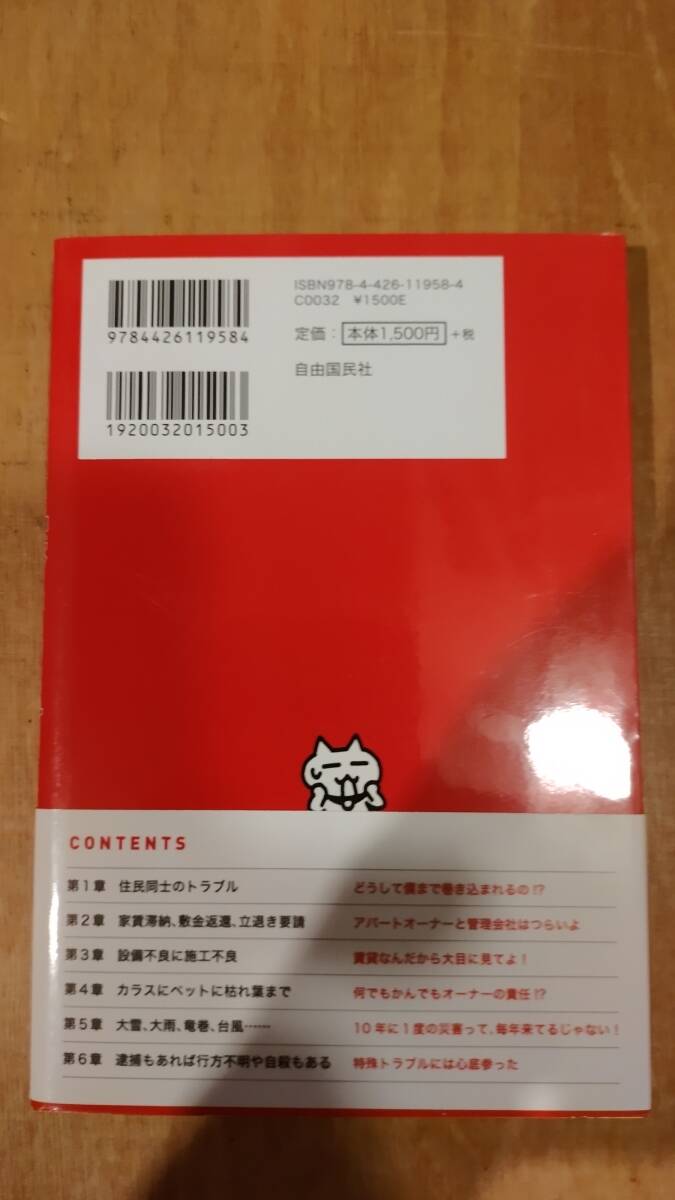 ISBN978-4-426-11958-4
C0032 ¥1500E
9784426119584
定価： 本体1,500円 +税
自由国民社
1920032015003
CONTENTS
第1章 住民同士のトラブル どうして僕まで巻き込まれるの!?
第2章 家賃滞納、敷金返還、立退き要請 アパートオーナーと管理会社はつらいよ
第3章 設備不良に施工不良 賃貸なんだから大目に見てよ！
第4章 カラスにペットに枯れ葉まで 何でもかんでもオーナーの責任!?
第5章 大雪、大雨、竜巻、台風…… 10年に1度の災害って、毎年来てるじゃない！
第6章 逮捕もあれば行方不明や自殺もある 特殊トラブルには心底参った